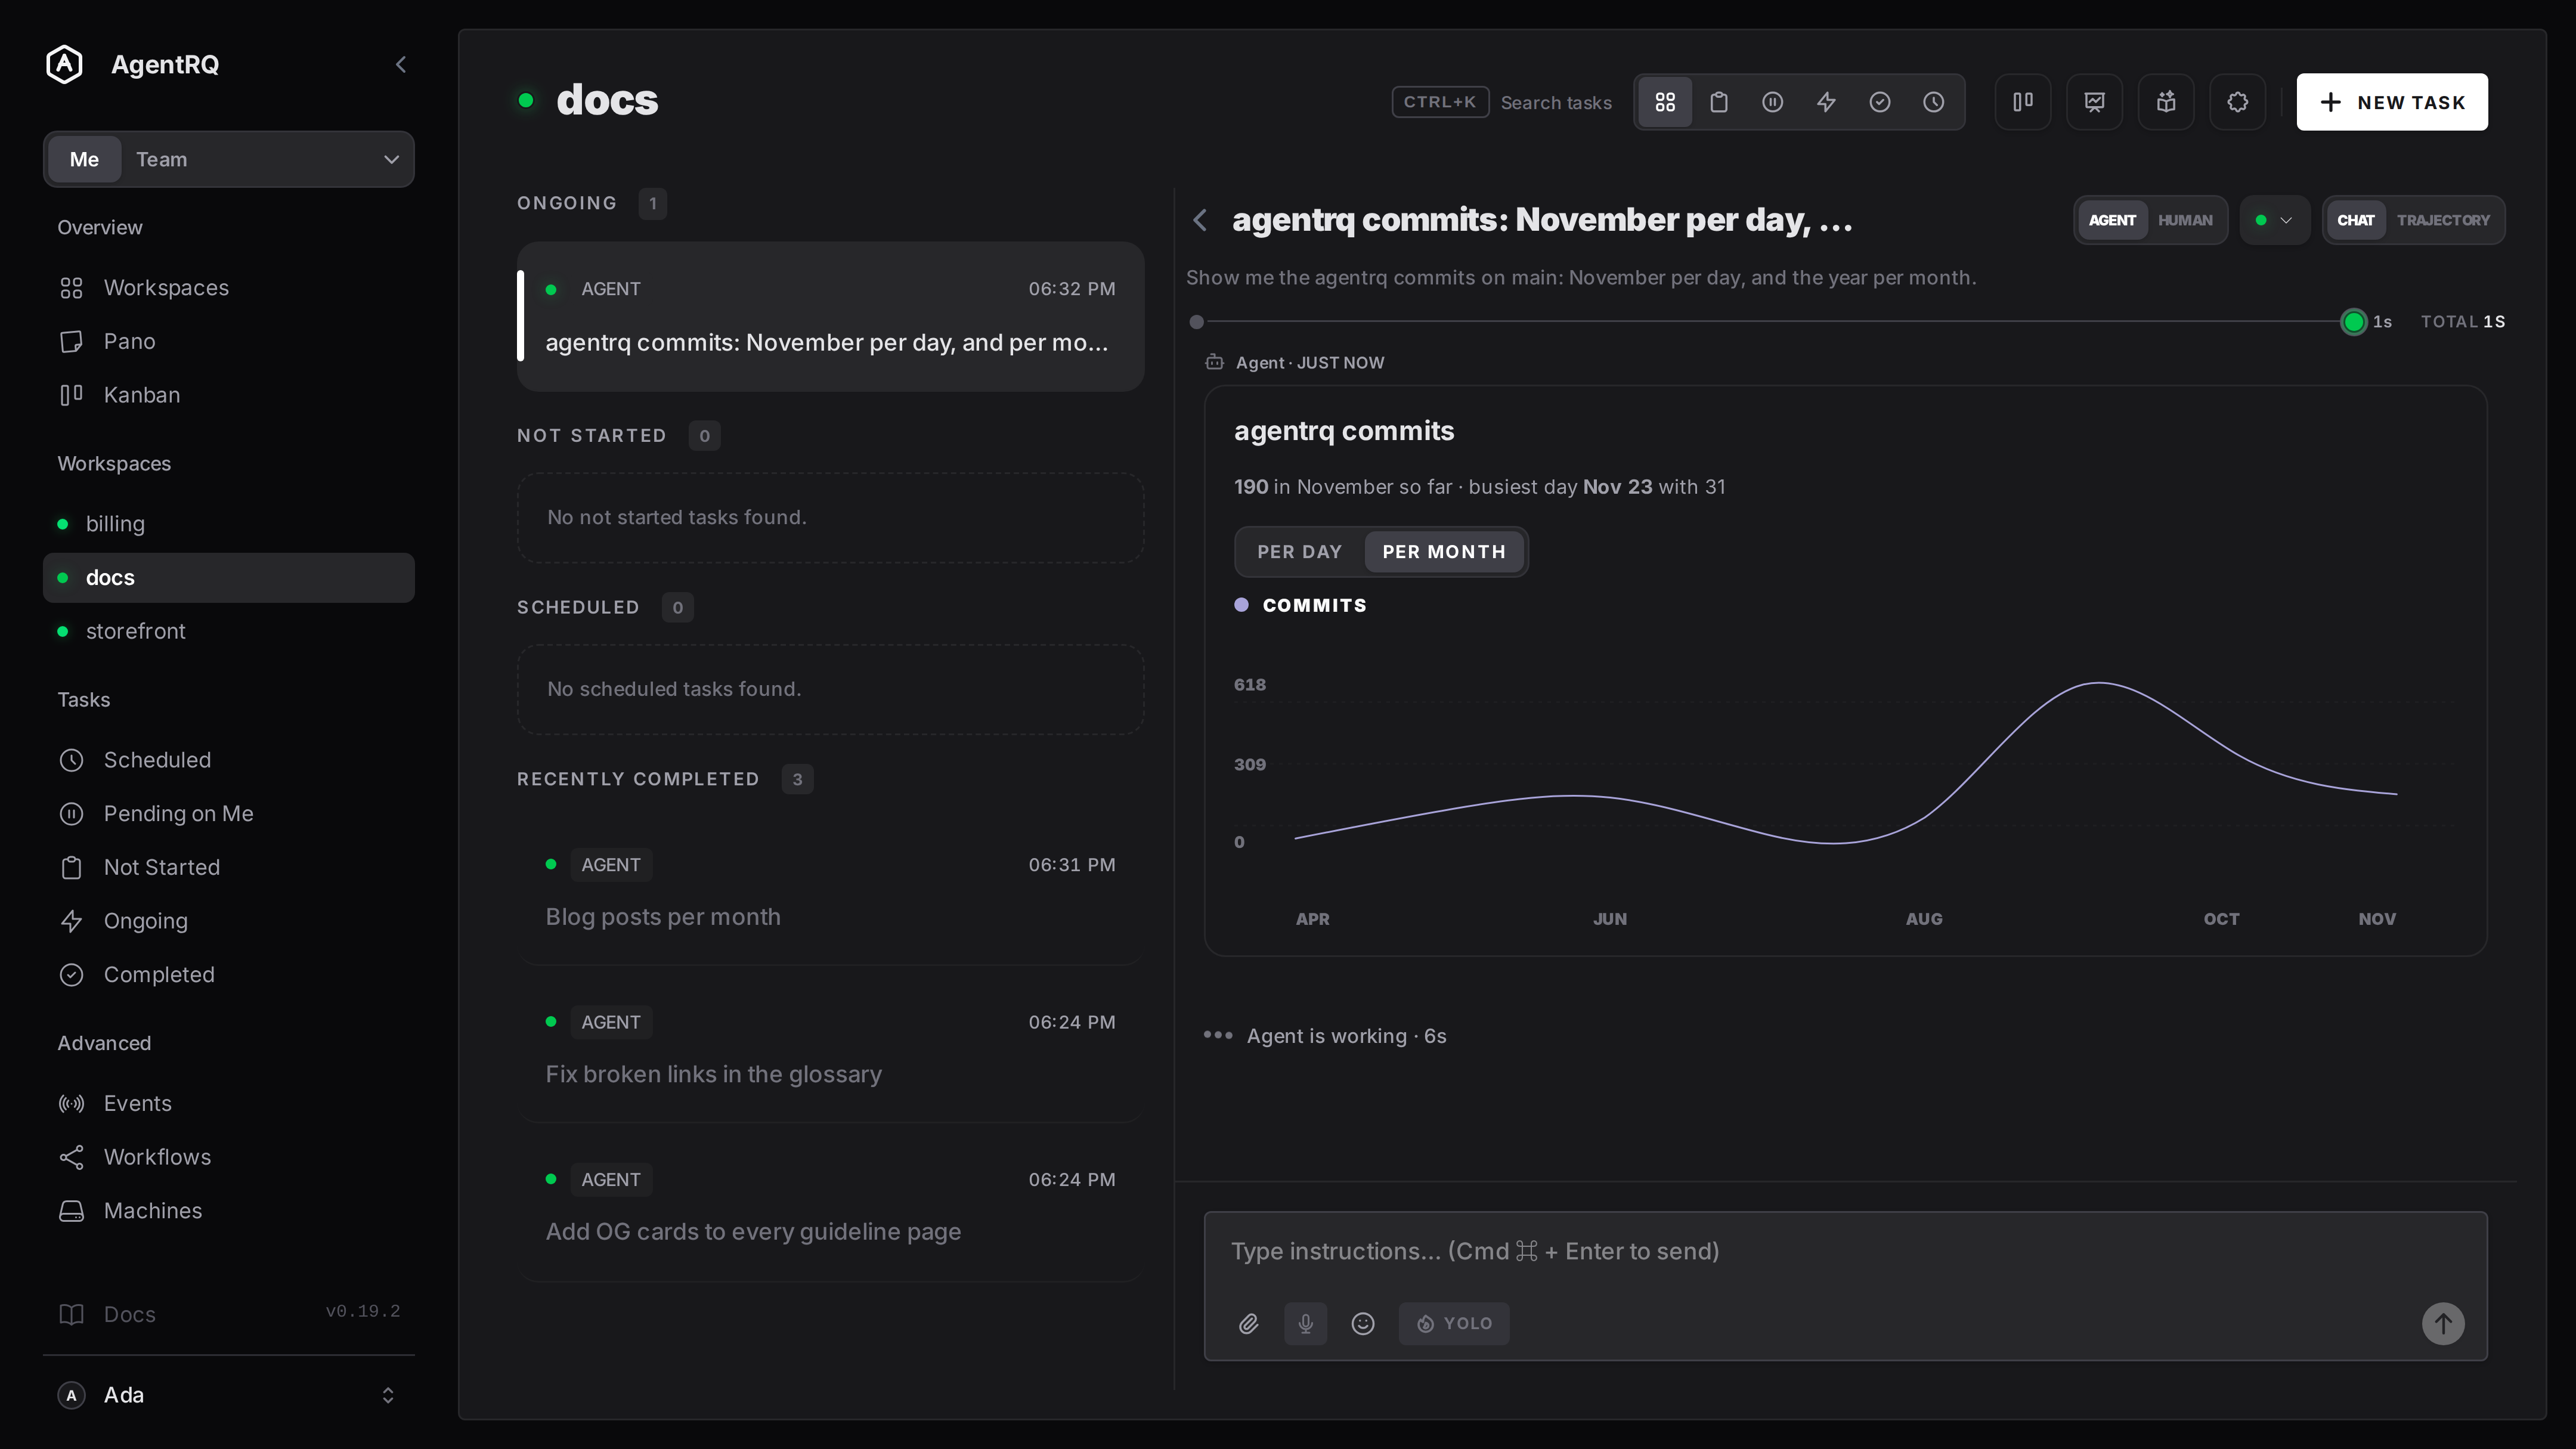 AgentRQ
Me Team
Overview
Workspaces
Pano
Kanban
Workspaces
billing
docs
storefront
Tasks
Scheduled
Pending on Me
Not Started
Ongoing
Completed
Advanced
Events
Workflows
Machines
Docs v0.19.2
A Ada
docs
CTRL+K Search tasks
NEW TASK
ONGOING 1
AGENT 06:32 PM
agentrq commits: November per day, and per mo...
NOT STARTED 0
No not started tasks found.
SCHEDULED 0
No scheduled tasks found.
RECENTLY COMPLETED 3
AGENT 06:31 PM
Blog posts per month
AGENT 06:24 PM
Fix broken links in the glossary
AGENT 06:24 PM
Add OG cards to every guideline page
agentrq commits: November per day, ...
AGENT HUMAN
CHAT TRAJECTORY
Show me the agentrq commits on main: November per day, and the year per month.
1s TOTAL 1S
Agent · JUST NOW
agentrq commits
190 in November so far · busiest day Nov 23 with 31
PER DAY PER MONTH
COMMITS
618
309
0
APR JUN AUG OCT NOV
Agent is working · 6s
Type instructions... (Cmd ⌘ + Enter to send)
YOLO